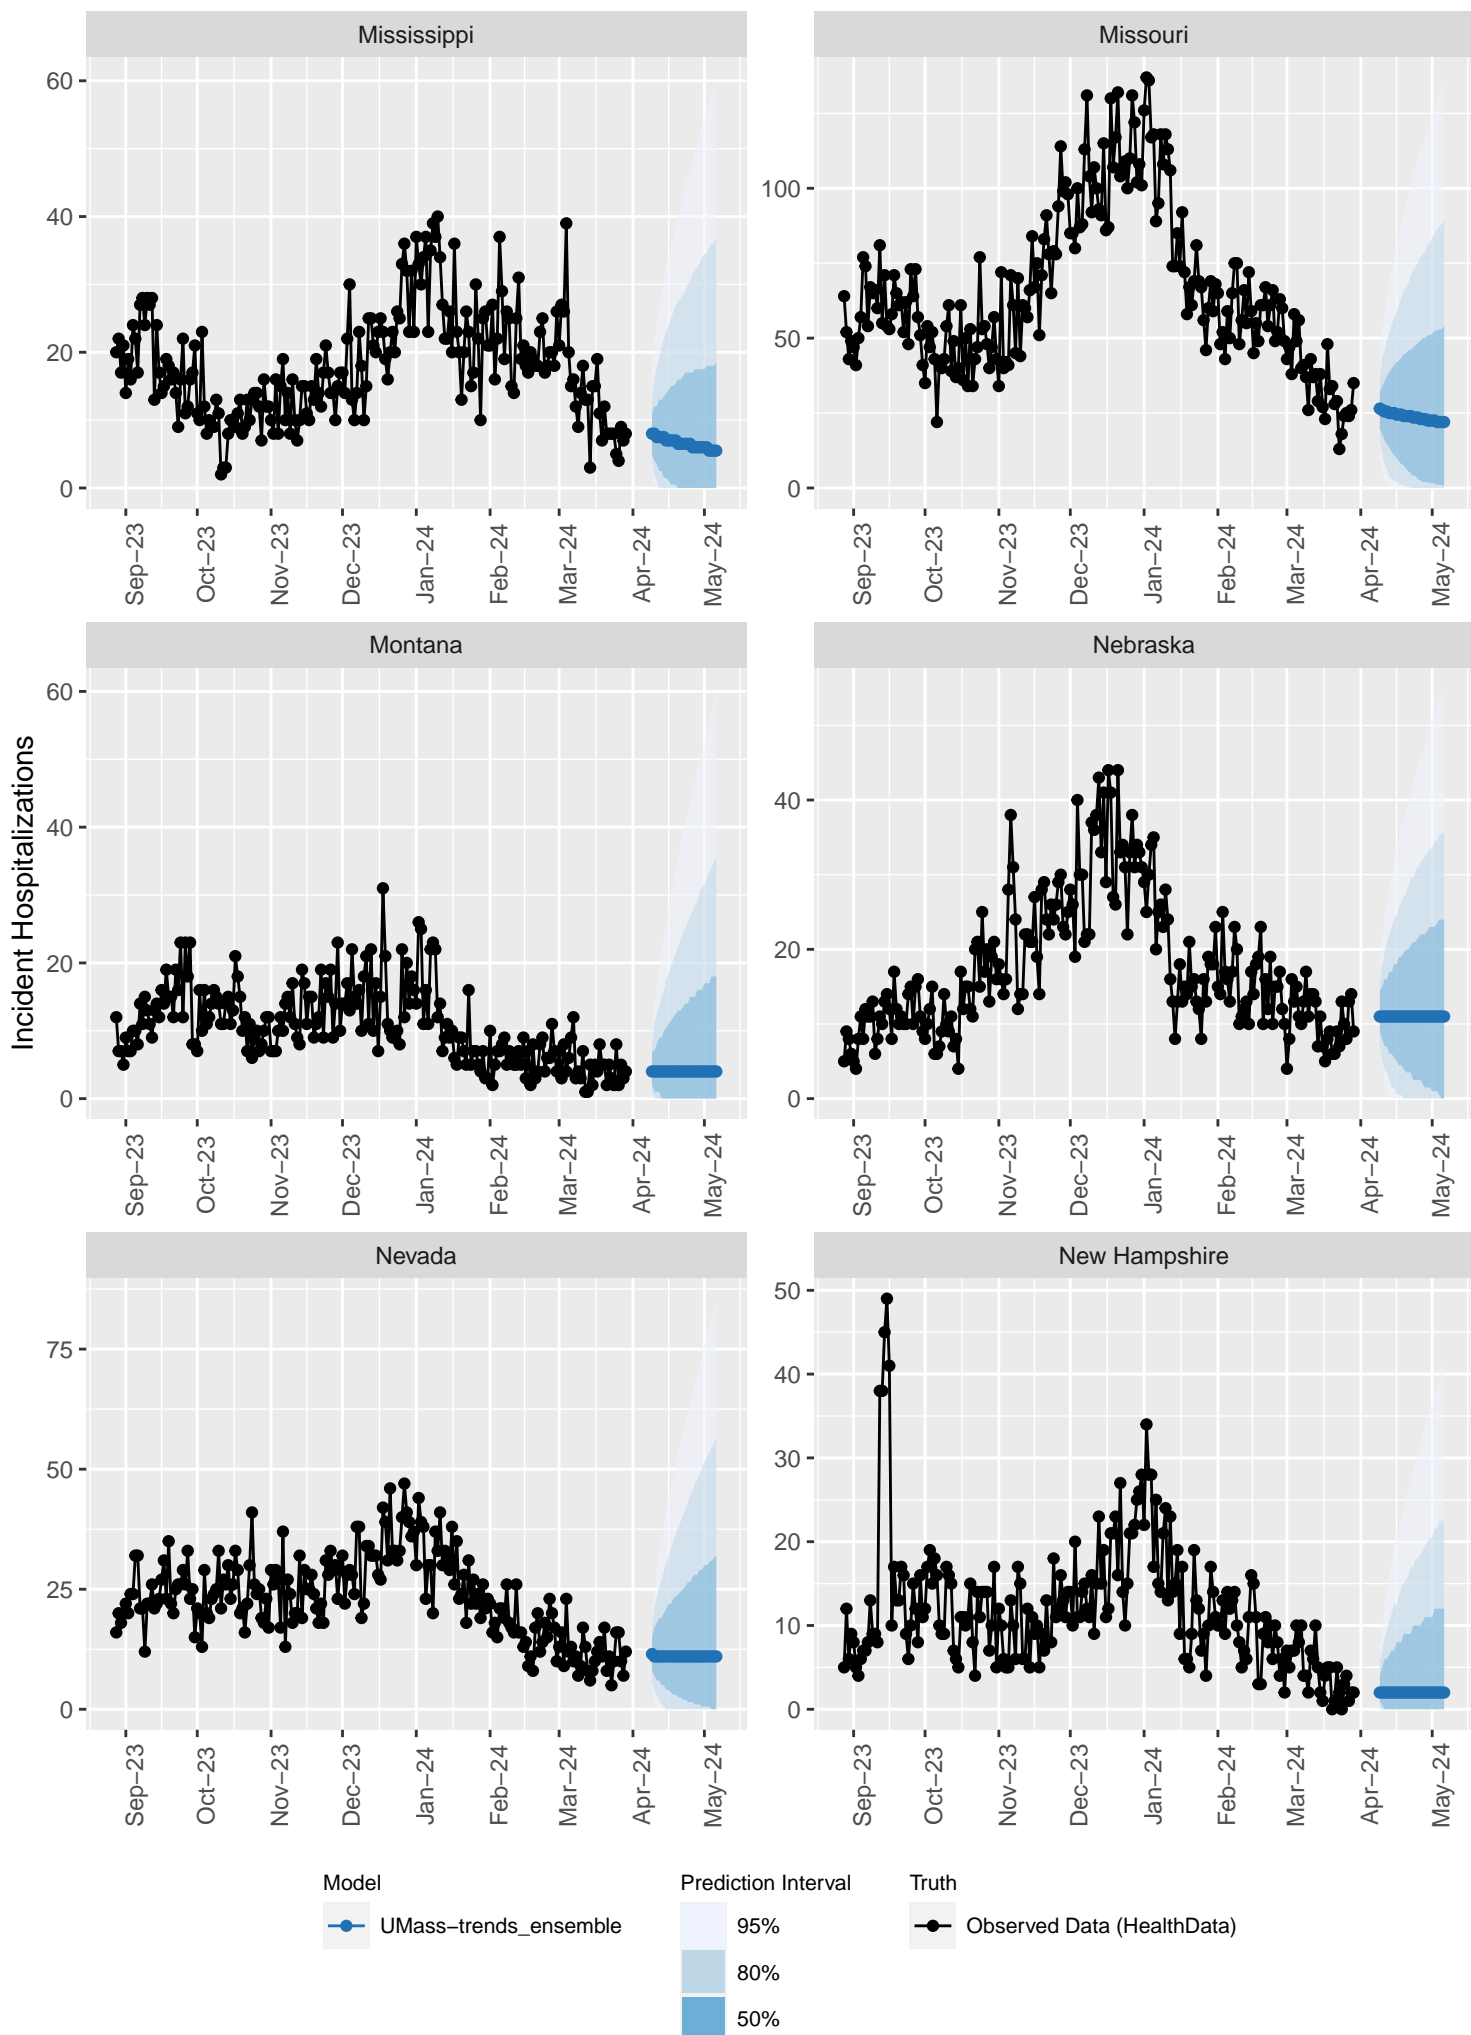 Mississippi
Missouri
60
40
20
0
100
50
0
Sep−23
Oct−23
Nov−23
Dec−23
Jan−24
Feb−24
Mar−24
Apr−24
May−24
Sep−23
Oct−23
Nov−23
Dec−23
Jan−24
Feb−24
Mar−24
Apr−24
May−24
Incident Hospitalizations
Montana
Nebraska
60
40
20
0
40
20
0
Sep−23
Oct−23
Nov−23
Dec−23
Jan−24
Feb−24
Mar−24
Apr−24
May−24
Sep−23
Oct−23
Nov−23
Dec−23
Jan−24
Feb−24
Mar−24
Apr−24
May−24
Nevada
New Hampshire
75
50
25
0
50
40
30
20
10
0
Sep−23
Oct−23
Nov−23
Dec−23
Jan−24
Feb−24
Mar−24
Apr−24
May−24
Sep−23
Oct−23
Nov−23
Dec−23
Jan−24
Feb−24
Mar−24
Apr−24
May−24
Model
UMass−trends_ensemble
Prediction Interval
95%
80%
50%
Truth
Observed Data (HealthData)